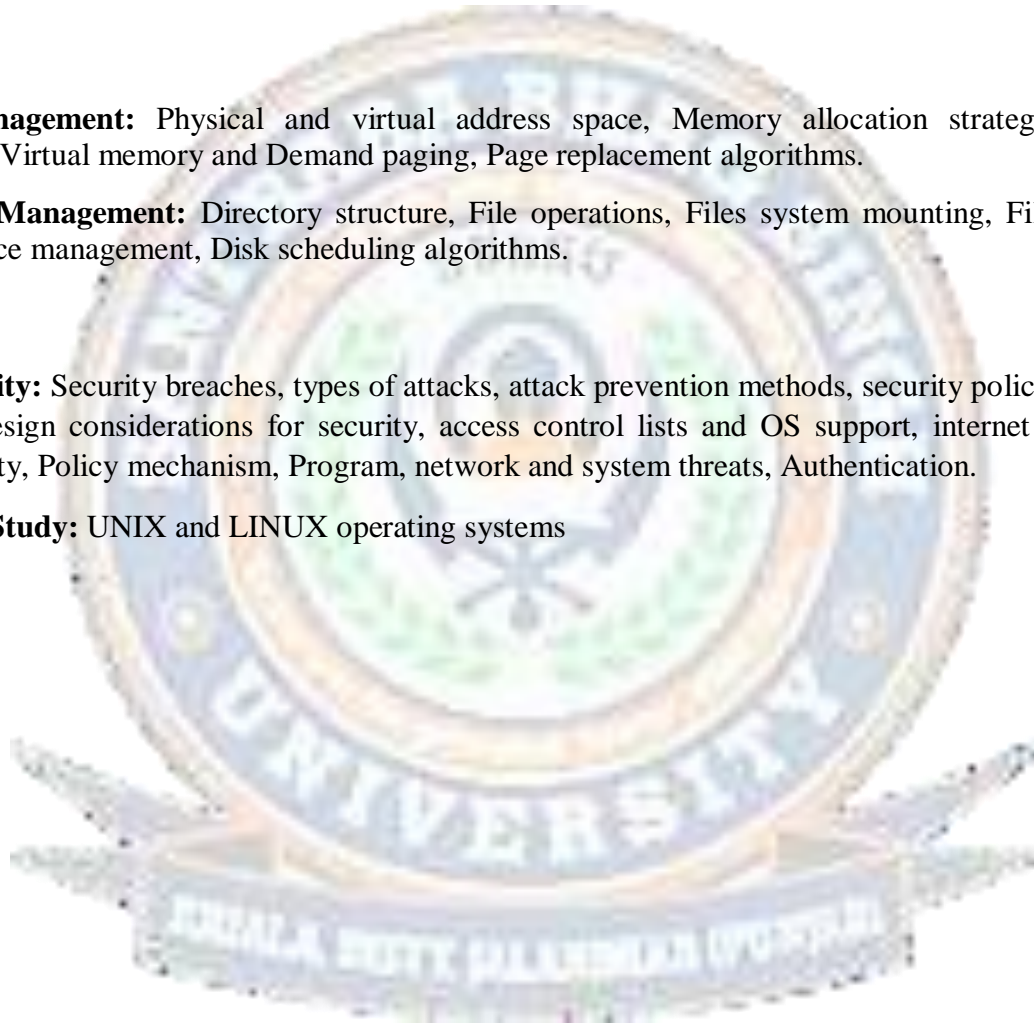 nagement: Physical and virtual address space, Memory allocation strateg
Virtual memory and Demand paging, Page replacement algorithms.
Management: Directory structure, File operations, Files system mounting, Fi
ce management, Disk scheduling algorithms.
ity: Security breaches, types of attacks, attack prevention methods, security polic
esign considerations for security, access control lists and OS support, internet
ty, Policy mechanism, Program, network and system threats, Authentication.
Study: UNIX and LINUX operating systems
UNIVERSITY